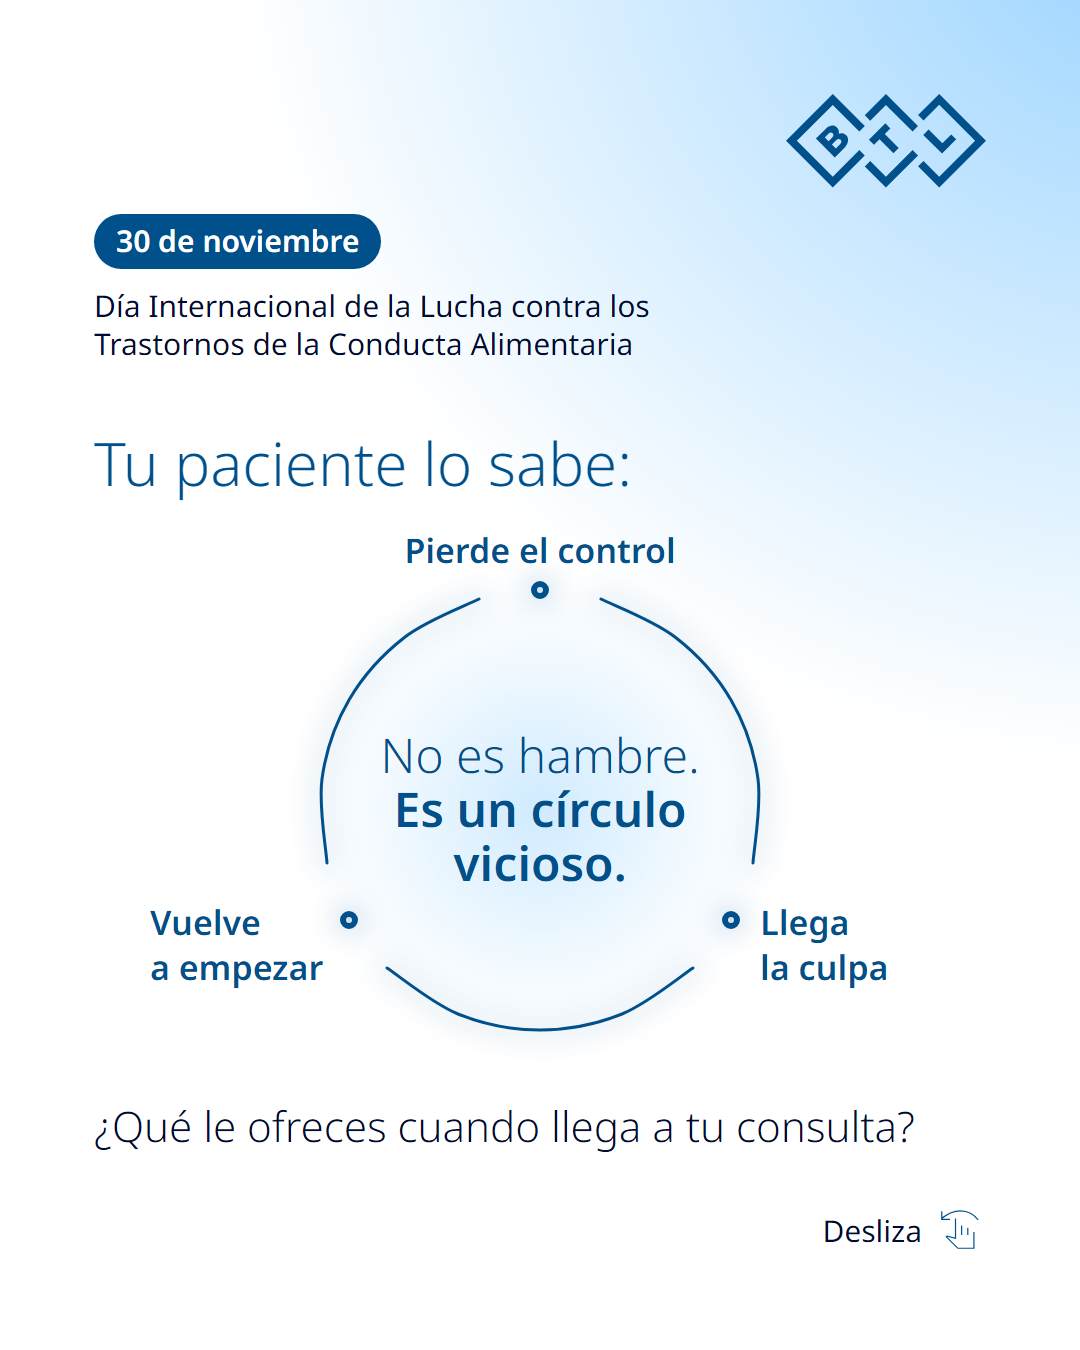 BTL
30 de noviembre
Día Internacional de la Lucha contra los
Trastornos de la Conducta Alimentaria
Tu paciente lo sabe:
Pierde el control
No es hambre.
Es un círculo
vicioso.
Vuelve
a empezar
Llega
la culpa
¿Qué le ofreces cuando llega a tu consulta?
Desliza